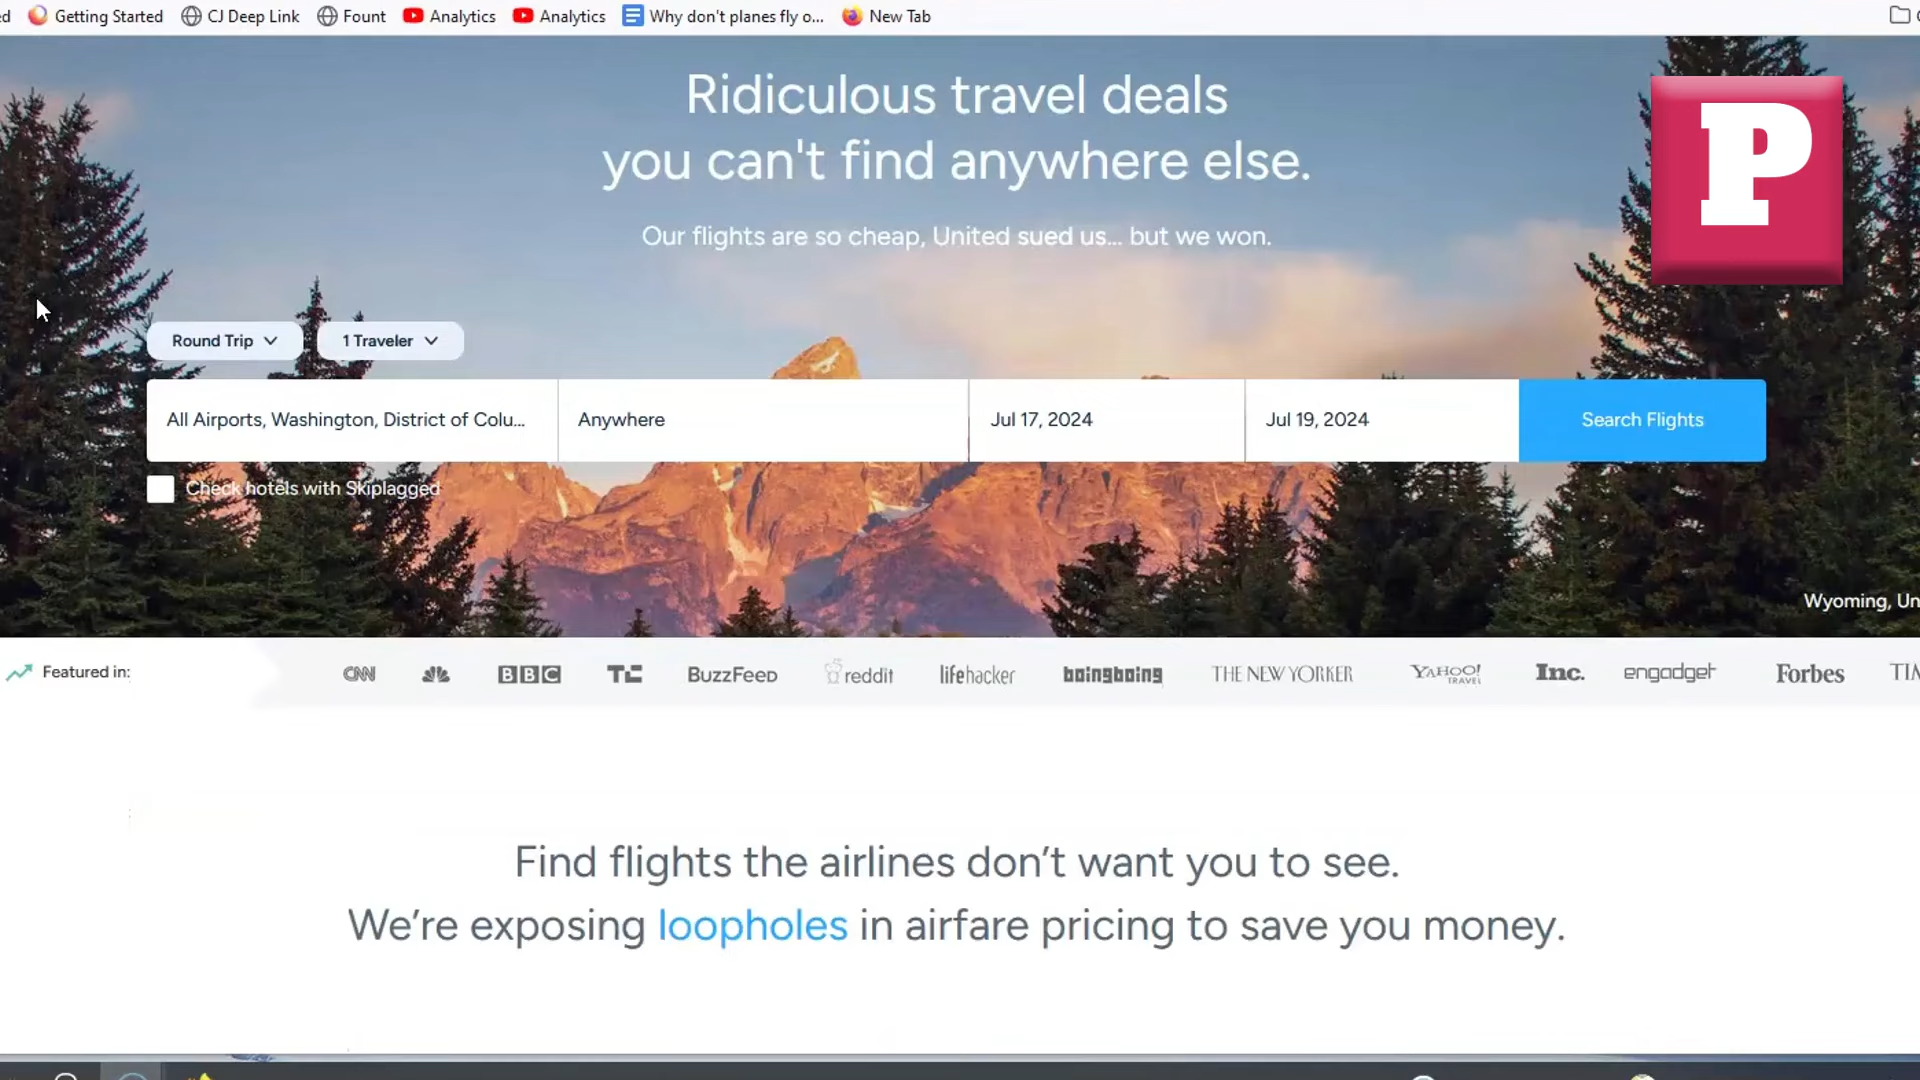 d
Getting Started
CJ Deep Link
Fount
Analytics
Analytics
Why don't planes fly o...
New Tab
Ridiculous travel deals
you can't find anywhere else.
Our flights are so cheap, United sued us... but we won.
P
Round Trip
1 Traveler
All Airports, Washington, District of Colu...
Anywhere
Jul 17, 2024
Jul 19, 2024
Search Flights
Check hotels with Skiplagged
Wyoming, Un
Featured in:
CNN
BBC
TC
BuzzFeed
reddit
lifehacker
boingboing
THE NEW YORKER
YAHOO!
TRAVEL
Inc.
engadget
Forbes
TIM
Find flights the airlines don’t want you to see.
We’re exposing loopholes in airfare pricing to save you money.